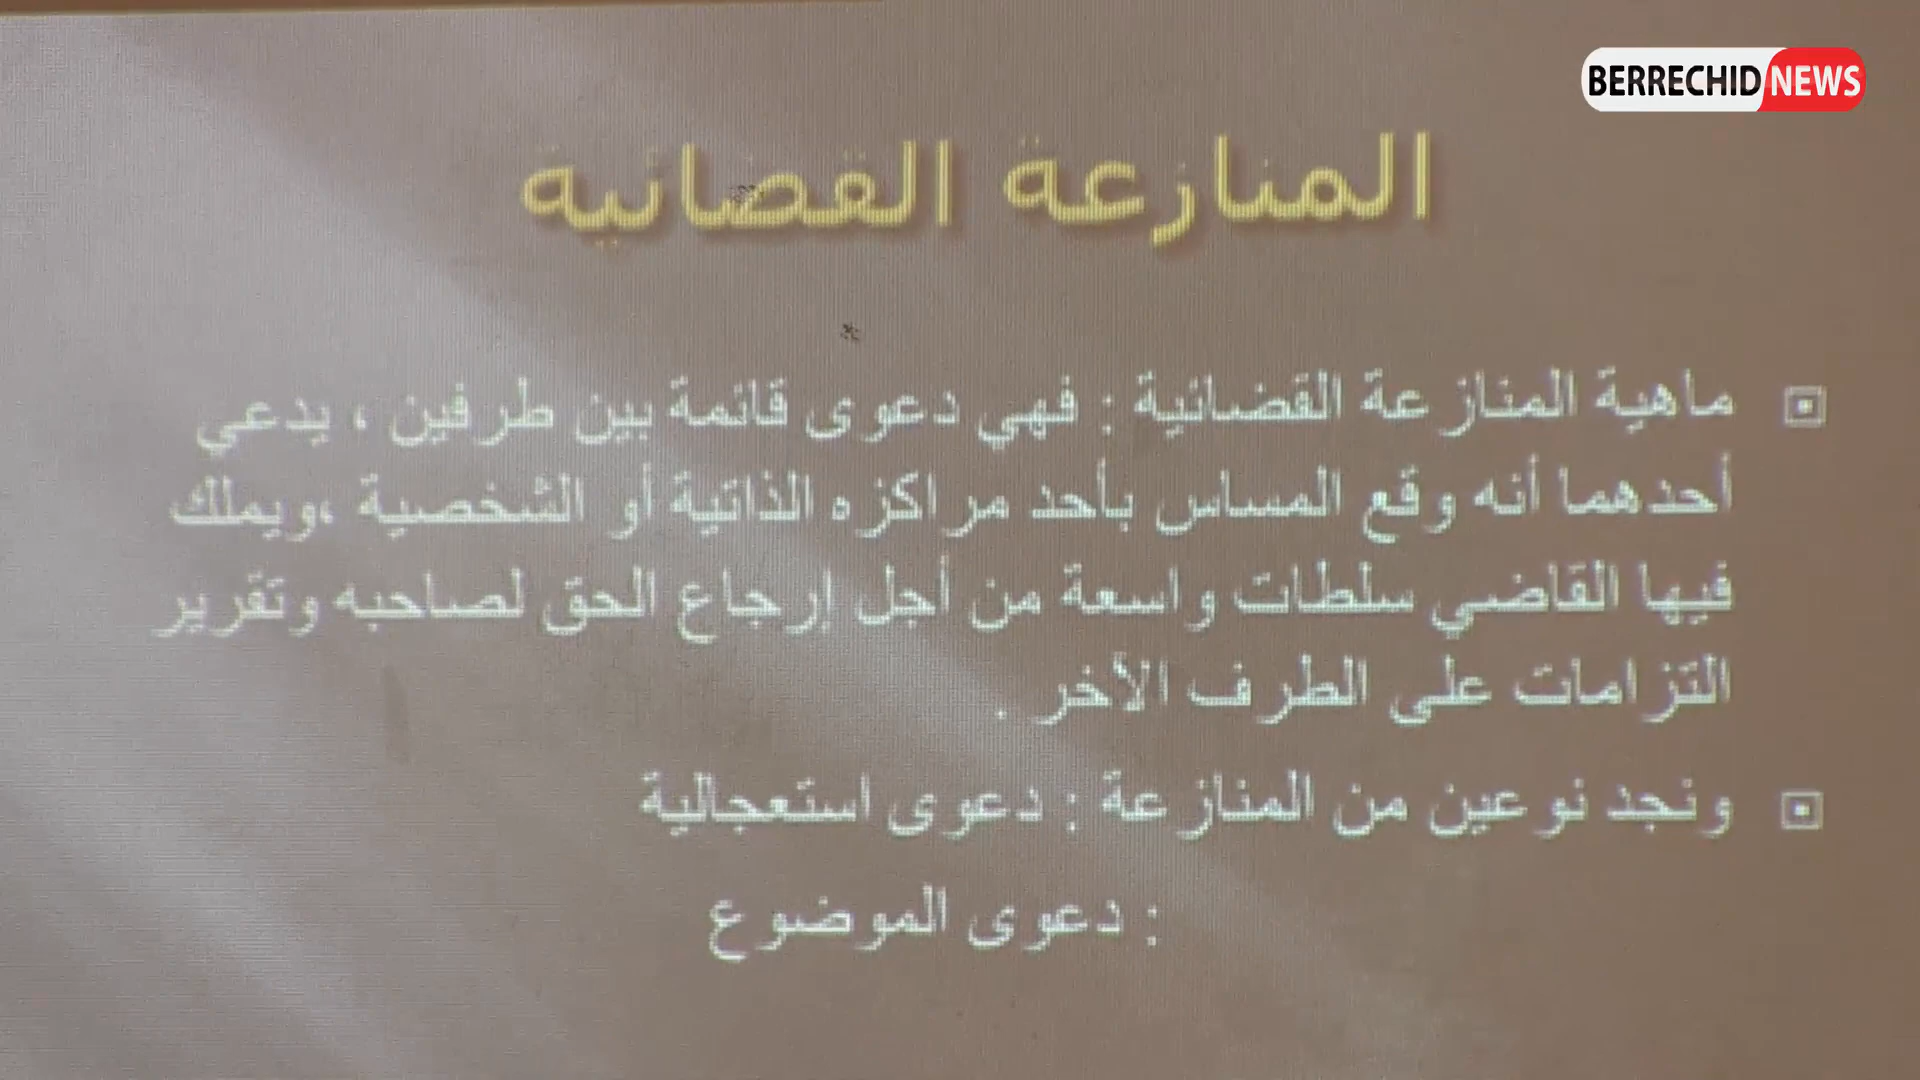 BERRECHID NEWS
المنازعة القضائية
ماهية المنازعة القضائية : فهي دعوى قائمة بين طرفين ، يدعي
أحدهما أنه وقع المساس بأحد مراكزه الذاتية أو الشخصية ،ويملك
فيها القاضي سلطات واسعة من أجل إرجاع الحق لصاحبه وتقرير
التزامات على الطرف الأخر .
ونجد نوعين من المنازعة : دعوى استعجالية
: دعوى الموضوع